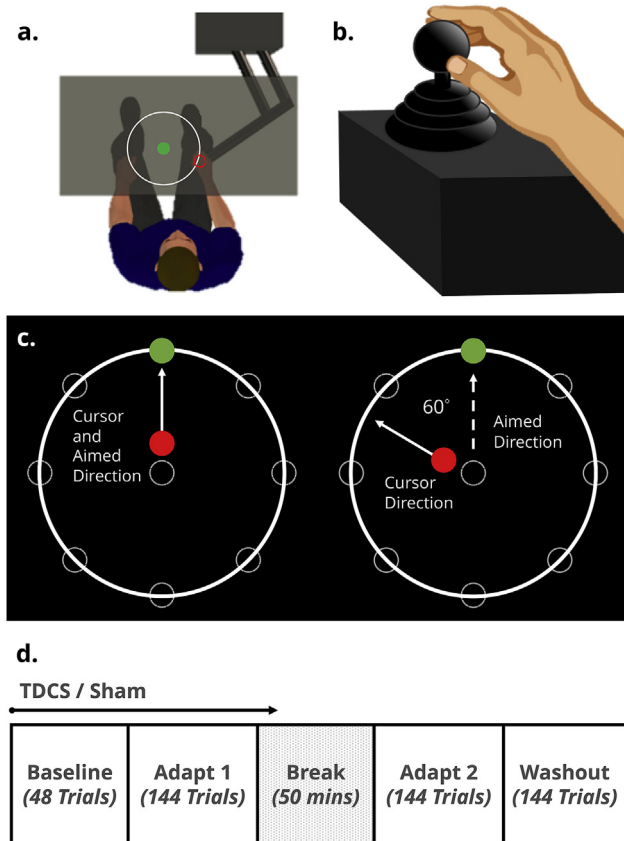 a.
b.
c.
Cursor
and
Aimed
Direction
60°
Aimed
Direction
Cursor
Direction
d.
TDCS / Sham
Baseline
(48 Trials)
Adapt 1
(144 Trials)
Break
(50 mins)
Adapt 2
(144 Trials)
Washout
(144 Trials)